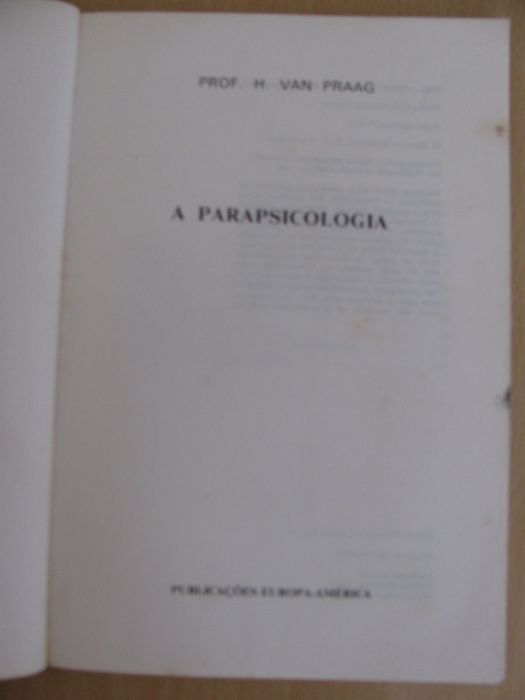 PROF. H. VAN PRAAG
A PARAPSICOLOGIA
PUBLICAÇÕES EUROPA-AMÉRICA